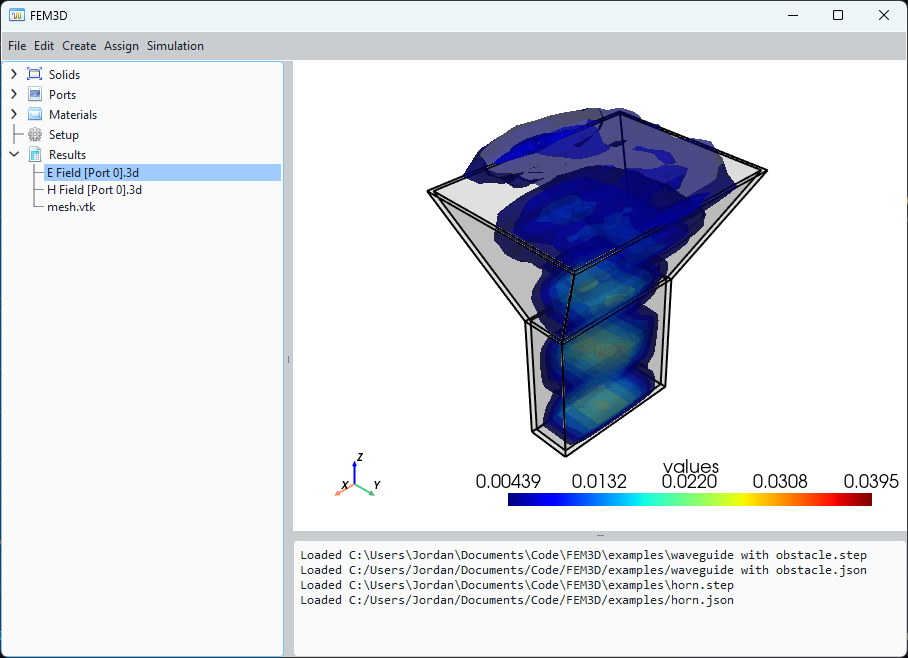 FEM3D
File Edit Create Assign Simulation
Solids
Ports
Materials
Setup
Results
E Field [Port 0].3d
H Field [Port 0].3d
mesh.vtk
Z
X Y
values
0.00439 0.0132 0.0220 0.0308 0.0395
Loaded C:\Users\Jordan\Documents\Code\FEM3D\examples\waveguide with obstacle.step
Loaded C:/Users/Jordan/Documents/Code/FEM3D/examples/waveguide with obstacle.json
Loaded C:\Users\Jordan\Documents\Code\FEM3D\examples\horn.step
Loaded C:/Users/Jordan/Documents/Code/FEM3D/examples/horn.json